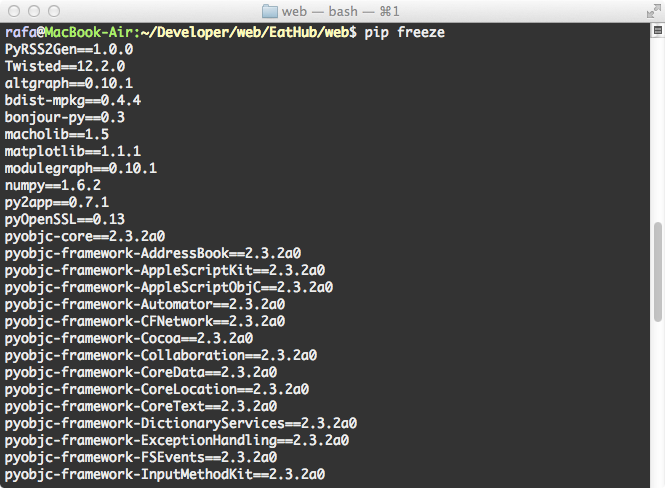 web — bash — ⌘1
rafa@MacBook-Air:~/Developer/web/EatHub/web$ pip freeze
PyRSS2Gen==1.0.0
Twisted==12.2.0
altgraph==0.10.1
bdist-mpkg==0.4.4
bonjour-py==0.3
macholib==1.5
matplotlib==1.1.1
modulegraph==0.10.1
numpy==1.6.2
py2app==0.7.1
pyOpenSSL==0.13
pyobjc-core==2.3.2a0
pyobjc-framework-AddressBook==2.3.2a0
pyobjc-framework-AppleScriptKit==2.3.2a0
pyobjc-framework-AppleScriptObjC==2.3.2a0
pyobjc-framework-Automator==2.3.2a0
pyobjc-framework-CFNetwork==2.3.2a0
pyobjc-framework-Cocoa==2.3.2a0
pyobjc-framework-Collaboration==2.3.2a0
pyobjc-framework-CoreData==2.3.2a0
pyobjc-framework-CoreLocation==2.3.2a0
pyobjc-framework-CoreText==2.3.2a0
pyobjc-framework-DictionaryServices==2.3.2a0
pyobjc-framework-ExceptionHandling==2.3.2a0
pyobjc-framework-FSEvents==2.3.2a0
pyobjc-framework-InputMethodKit==2.3.2a0